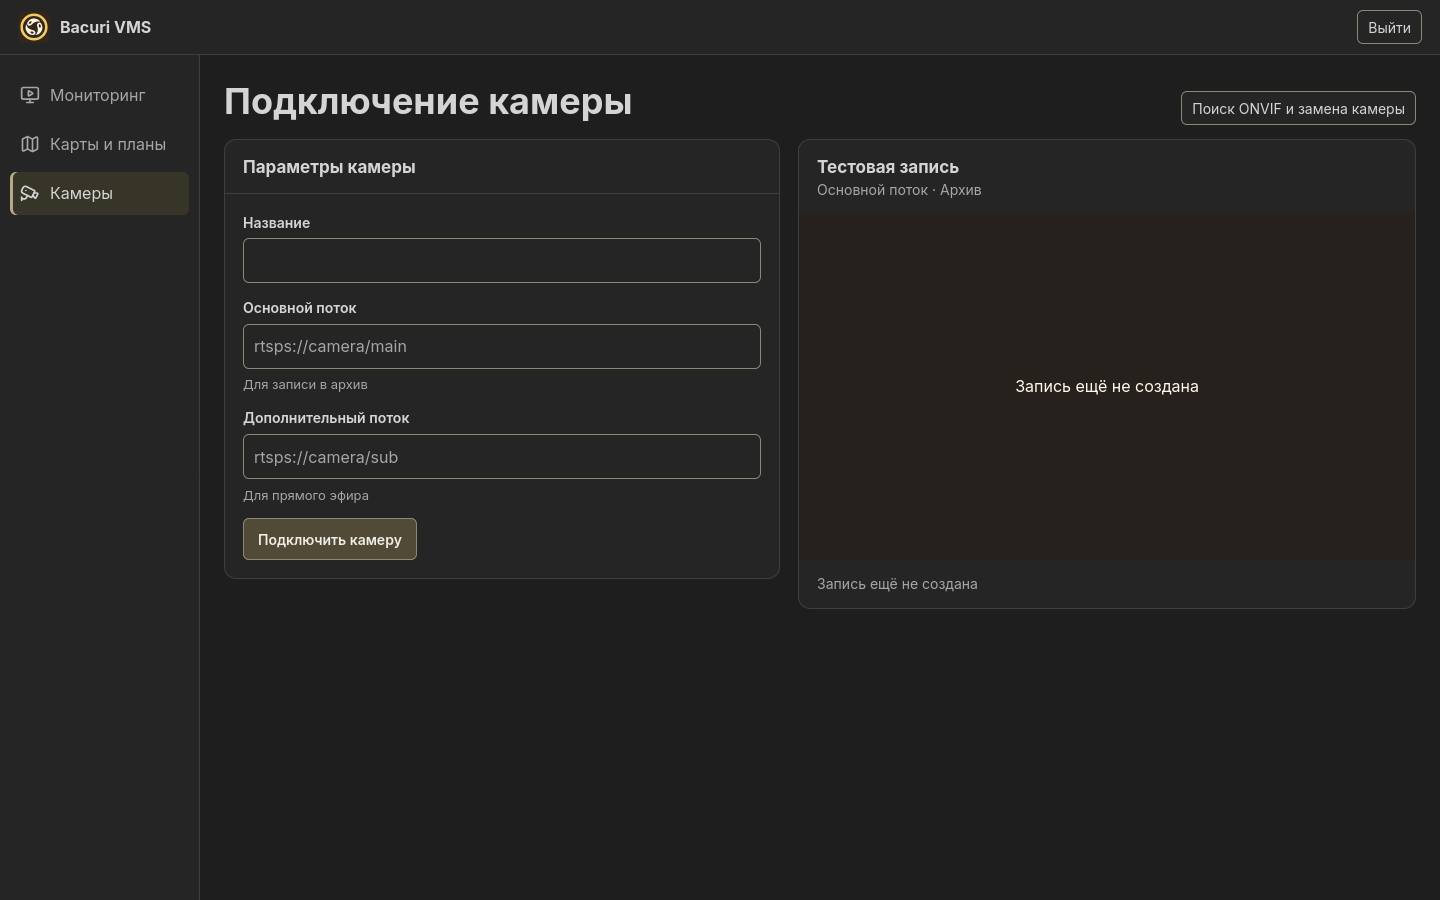 Bacuri VMS
Выйти
Мониторинг
Карты и планы
Камеры
Подключение камеры
Поиск ONVIF и замена камеры
Параметры камеры
Название
Основной поток
rtsps://camera/main
Для записи в архив
Дополнительный поток
rtsps://camera/sub
Для прямого эфира
Подключить камеру
Тестовая запись
Основной поток · Архив
Запись ещё не создана
Запись ещё не создана